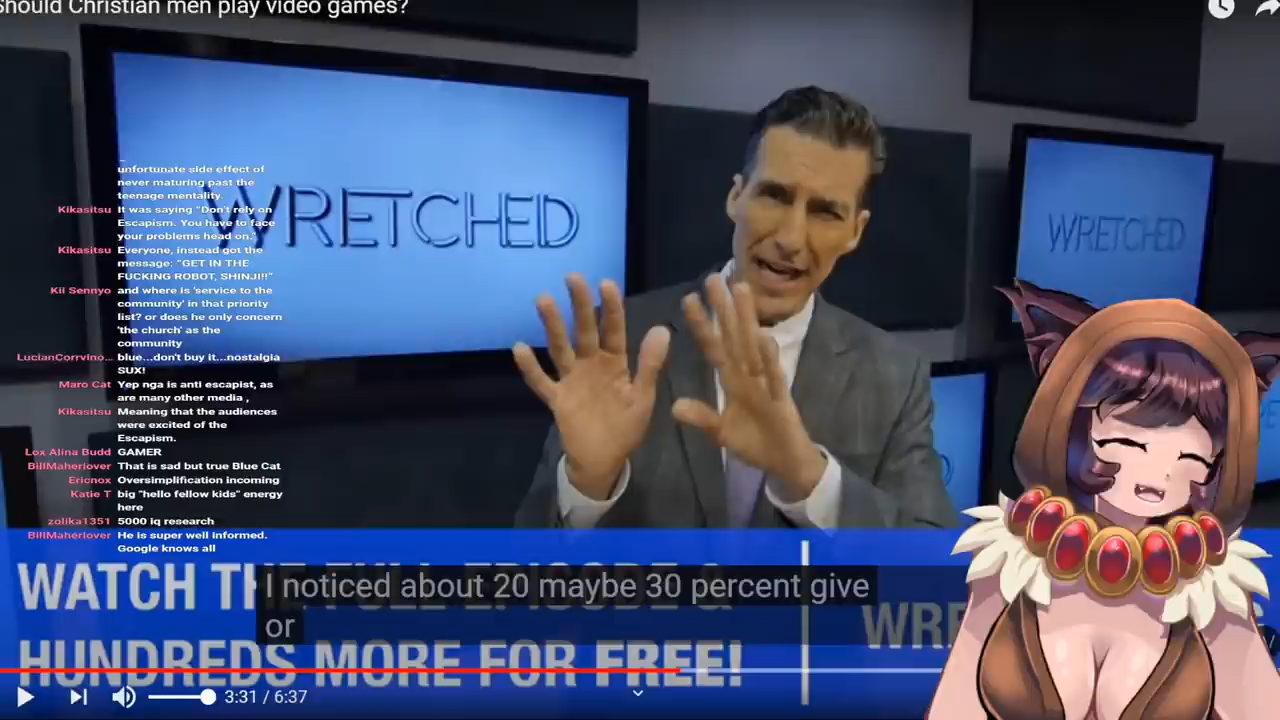 Should Christian men play video games?
WRETCHED
WRETCHED
unfortunate side effect of
never maturing past the
teenage mentality.
Kikasitsu It was saying "Don't rely on
Escapism. You have to face
your problems head on."
Kikasitsu Everyone, instead got the
message: "GET IN THE
FUCKING ROBOT, SHINJI!!"
Kii Sennyo and where is 'service to the
community' in that priority
list? or does he only concern
'the church' as the
community
LucianCorrvino... blue...don't buy it...nostalgia
SUX!
Maro Cat Yep nga is anti escapist, as
are many other media ,
Kikasitsu Meaning that the audiences
were excited of the
Escapism.
Lox Alina Budd GAMER
BillMaherlover That is sad but true Blue Cat
Ericnox Oversimplification incoming
Katie T big "hello fellow kids" energy
here
zolika1351 5000 iq research
BillMaherlover He is super well informed.
Google knows all
WATCH THE FULL EPISODE &
HUNDREDS MORE FOR FREE!
WRE
I noticed about 20 maybe 30 percent give
or
3:31 / 6:37